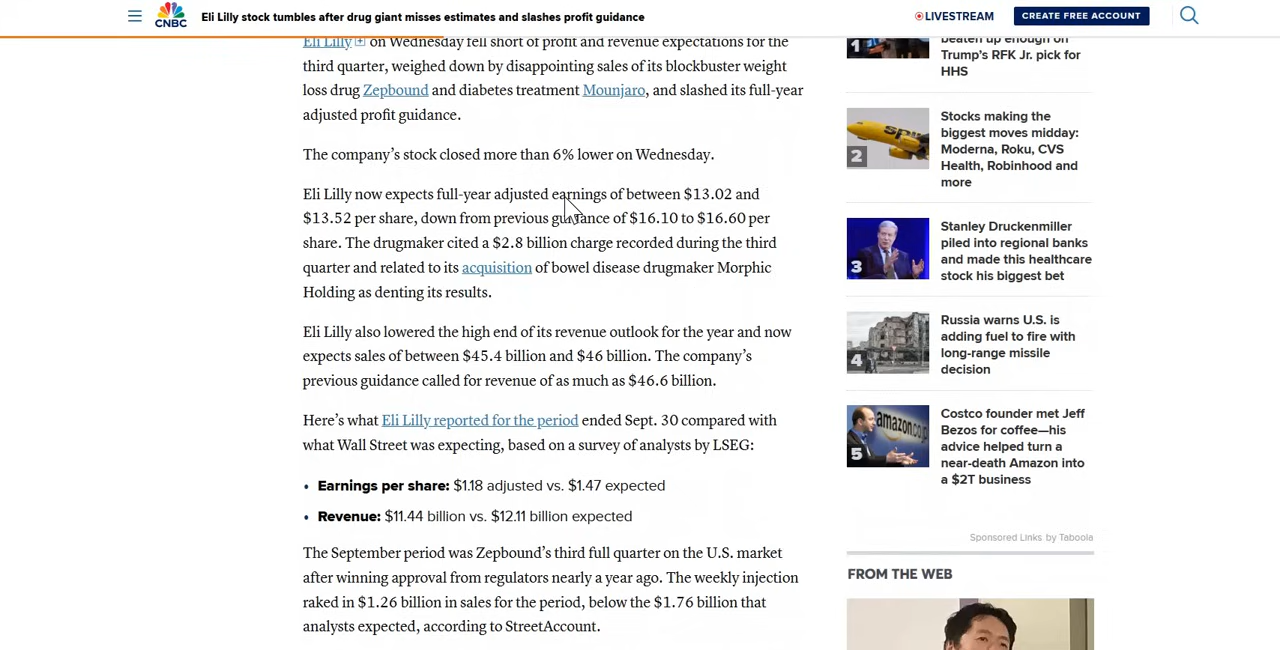 CNBC
Eli Lilly stock tumbles after drug giant misses estimates and slashes profit guidance
LIVESTREAM
CREATE FREE ACCOUNT
Eli Lilly on Wednesday fell short of profit and revenue expectations for the
third quarter, weighed down by disappointing sales of its blockbuster weight
loss drug Zepbound and diabetes treatment Mounjaro, and slashed its full-year
adjusted profit guidance.
The company’s stock closed more than 6% lower on Wednesday.
Eli Lilly now expects full-year adjusted earnings of between $13.02 and
$13.52 per share, down from previous guidance of $16.10 to $16.60 per
share. The drugmaker cited a $2.8 billion charge recorded during the third
quarter and related to its acquisition of bowel disease drugmaker Morphic
Holding as denting its results.
Eli Lilly also lowered the high end of its revenue outlook for the year and now
expects sales of between $45.4 billion and $46 billion. The company’s
previous guidance called for revenue of as much as $46.6 billion.
Here’s what Eli Lilly reported for the period ended Sept. 30 compared with
what Wall Street was expecting, based on a survey of analysts by LSEG:
• Earnings per share: $1.18 adjusted vs. $1.47 expected
• Revenue: $11.44 billion vs. $12.11 billion expected
The September period was Zepbound’s third full quarter on the U.S. market
after winning approval from regulators nearly a year ago. The weekly injection
raked in $1.26 billion in sales for the period, below the $1.76 billion that
analysts expected, according to StreetAccount.
1
beaten up enough on
Trump’s RFK Jr. pick for
HHS
2
Stocks making the
biggest moves midday:
Moderna, Roku, CVS
Health, Robinhood and
more
3
Stanley Druckenmiller
piled into regional banks
and made this healthcare
stock his biggest bet
4
Russia warns U.S. is
adding fuel to fire with
long-range missile
decision
5
Costco founder met Jeff
Bezos for coffee—his
advice helped turn a
near-death Amazon into
a $2T business
Sponsored Links by Taboola
FROM THE WEB